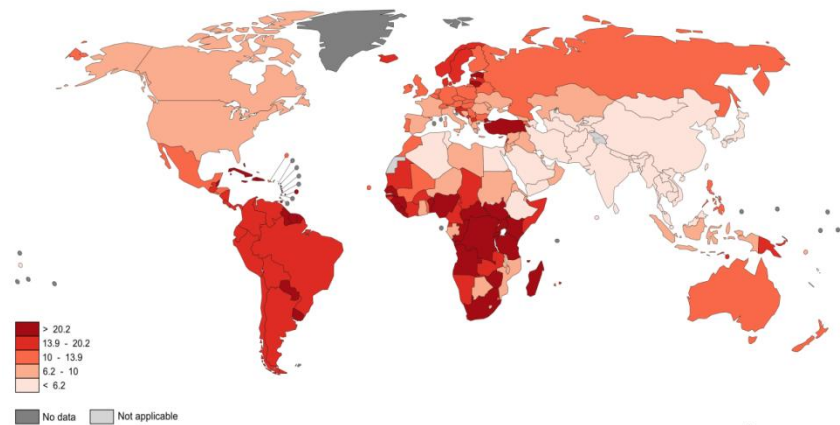 > 20.2
13.9 - 20.2
10 - 13.9
6.2 - 10
< 6.2
No data
Not applicable